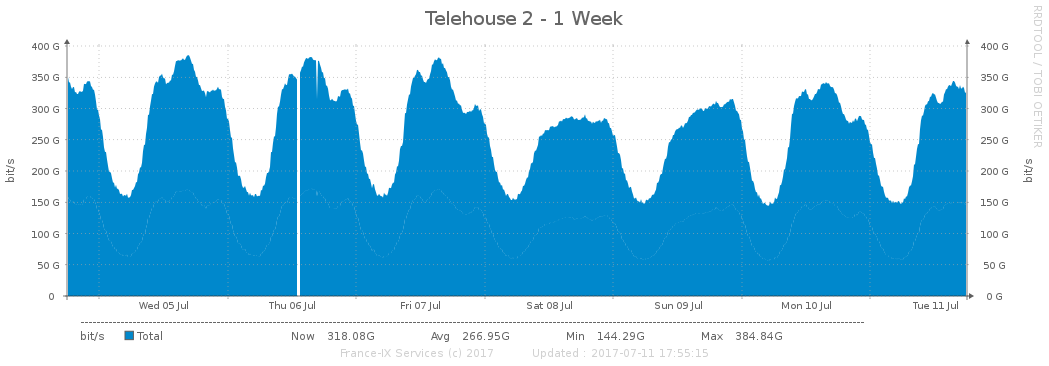 Telehouse 2 - 1 Week
RRDTOOL / TOBI OETIKER
400 G 400 G
350 G 350 G
300 G 300 G
250 G 250 G
200 G 200 G
150 G 150 G
100 G 100 G
50 G 50 G
0 0 G
bit/s bit/s
Wed 05 Jul Thu 06 Jul Fri 07 Jul Sat 08 Jul Sun 09 Jul Mon 10 Jul Tue 11 Jul
bit/s Total Now 318.08G Avg 266.95G Min 144.29G Max 384.84G
France-IX Services (c) 2017 Updated : 2017-07-11 17:55:15